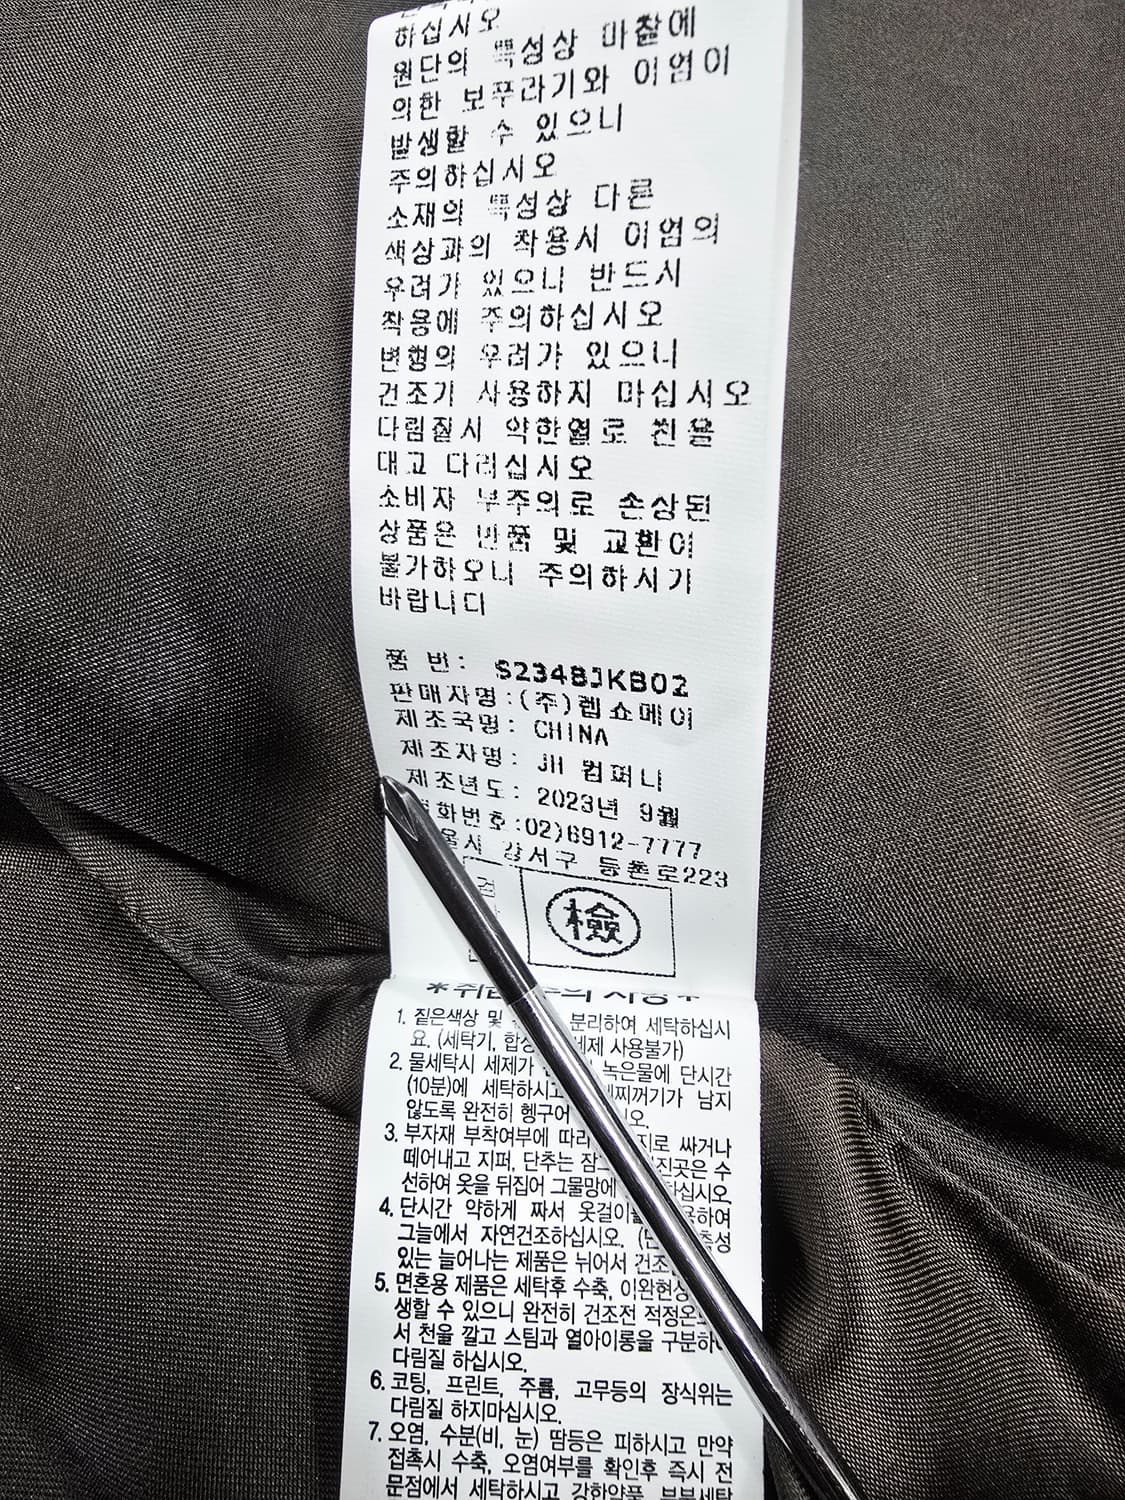 하십시오
원단의 특성상 마찰에
의한 보푸라기와 이염이
발생할 수 있으니
주의하십시오
소재의 특성상 다른
색상과의 착용시 이염의
우려가 있으니 반드시
착용에 주의하십시오
변형의 우려가 있으니
건조기 사용하지 마십시오
다림질시 약한열로 천을
대고 다려십시오
소비자 부주의로 손상된
상품은 반품 및 교환이
불가하오니 주의하시기
바랍니다
품 번: S234BJKB02
판매자명:(주)렙쇼메이
제조국명: CHINA
제조자명: JH 컴퍼니
제조년도: 2023년 9월
화번호:02)6912-7777
울시 강서구 등촌로223
검
檢
1. 짙은색상 및 분리하여 세탁하십시
요. (세탁기, 합성 세제 사용불가)
2. 물세탁시 세제가 녹은물에 단시간
(10분)에 세탁하시고 찌꺼기가 남지
않도록 완전히 헹구어 오.
3. 부자재 부착여부에 따라 지로 싸거나
떼어내고 지퍼, 단추는 잠그 진곳은 수
선하여 옷을 뒤집어 그물망에 하십시오.
4. 단시간 약하게 짜서 옷걸이를 용하여
그늘에서 자연건조하십시오. 축성
있는 늘어나는 제품은 뉘어서 건조
5. 면혼용 제품은 세탁후 수축, 이완현상
생할 수 있으니 완전히 건조전 적정온
서 천을 깔고 스팀과 열아이롱을 구분하
다림질 하십시오.
6. 코팅, 프린트, 주름, 고무등의 장식위는
다림질 하지마십시오.
7. 오염, 수분(비, 눈) 땀등은 피하시고 만약
접촉시 수축, 오염여부를 확인후 즉시 전
문점에서 세탁하시고 강한약품, 부분세탁